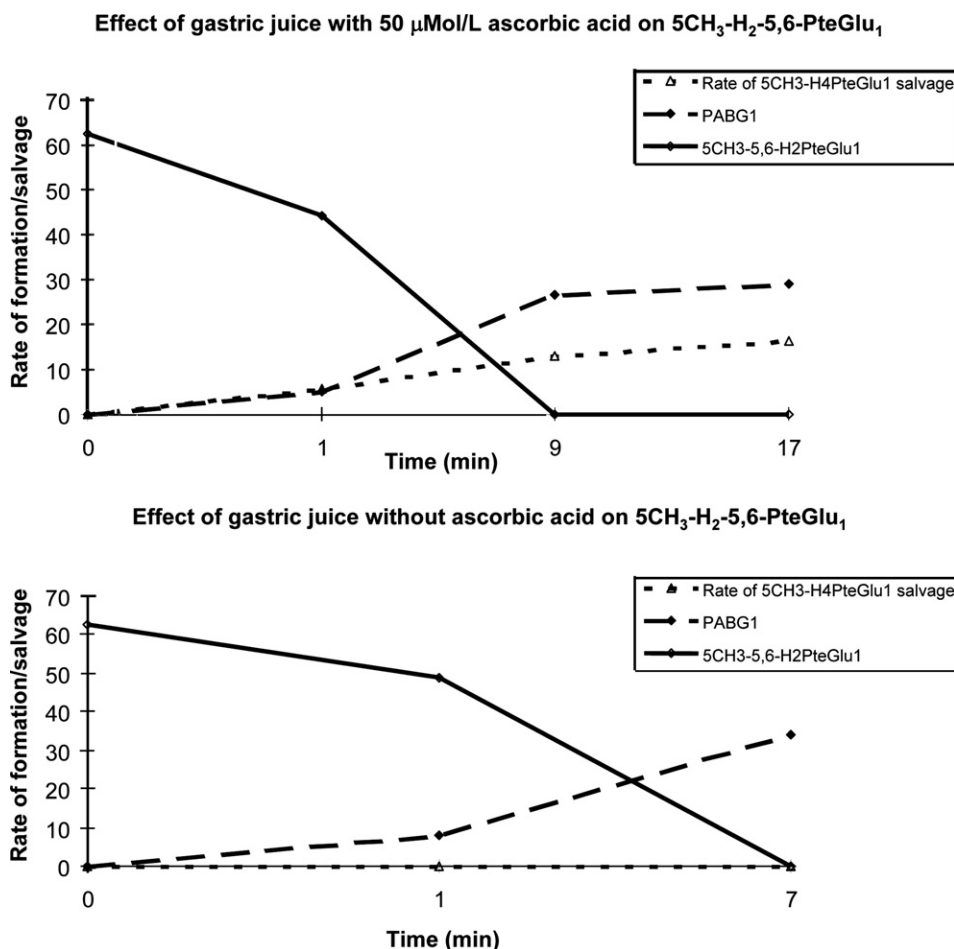 Effect of gastric juice with 50 μMol/L ascorbic acid on 5CH₃-H₂-5,6-PteGlu₁
Rate of 5CH3-H4PteGlu1 salvage
PABG1
5CH3-5,6-H2PteGlu1
Rate of formation/salvage
70
60
50
40
30
20
10
0
0 1 9 17
Time (min)
Effect of gastric juice without ascorbic acid on 5CH₃-H₂-5,6-PteGlu₁
Rate of 5CH3-H4PteGlu1 salvage
PABG1
5CH3-5,6-H2PteGlu1
Rate of formation/salvage
70
60
50
40
30
20
10
0
0 1 7
Time (min)